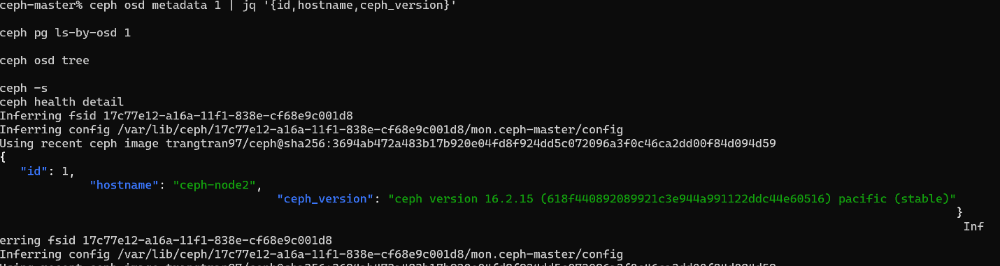 ceph-master% ceph osd metadata 1 | jq '{id,hostname,ceph_version}'
ceph pg ls-by-osd 1
ceph osd tree
ceph -s
ceph health detail
Inferring fsid 17c77e12-a16a-11f1-838e-cf68e9c001d8
Inferring config /var/lib/ceph/17c77e12-a16a-11f1-838e-cf68e9c001d8/mon.ceph-master/config
Using recent ceph image trangtran97/ceph@sha256:3694ab472a483b17b920e04fd8f924dd5c072096a3f0c46ca2dd00f84d094d59
{
"id": 1,
"hostname": "ceph-node2",
"ceph_version": "ceph version 16.2.15 (618f440892089921c3e944a991122ddc44e60516) pacific (stable)"
}
Inf
erring fsid 17c77e12-a16a-11f1-838e-cf68e9c001d8
Inferring config /var/lib/ceph/17c77e12-a16a-11f1-838e-cf68e9c001d8/mon.ceph-master/config